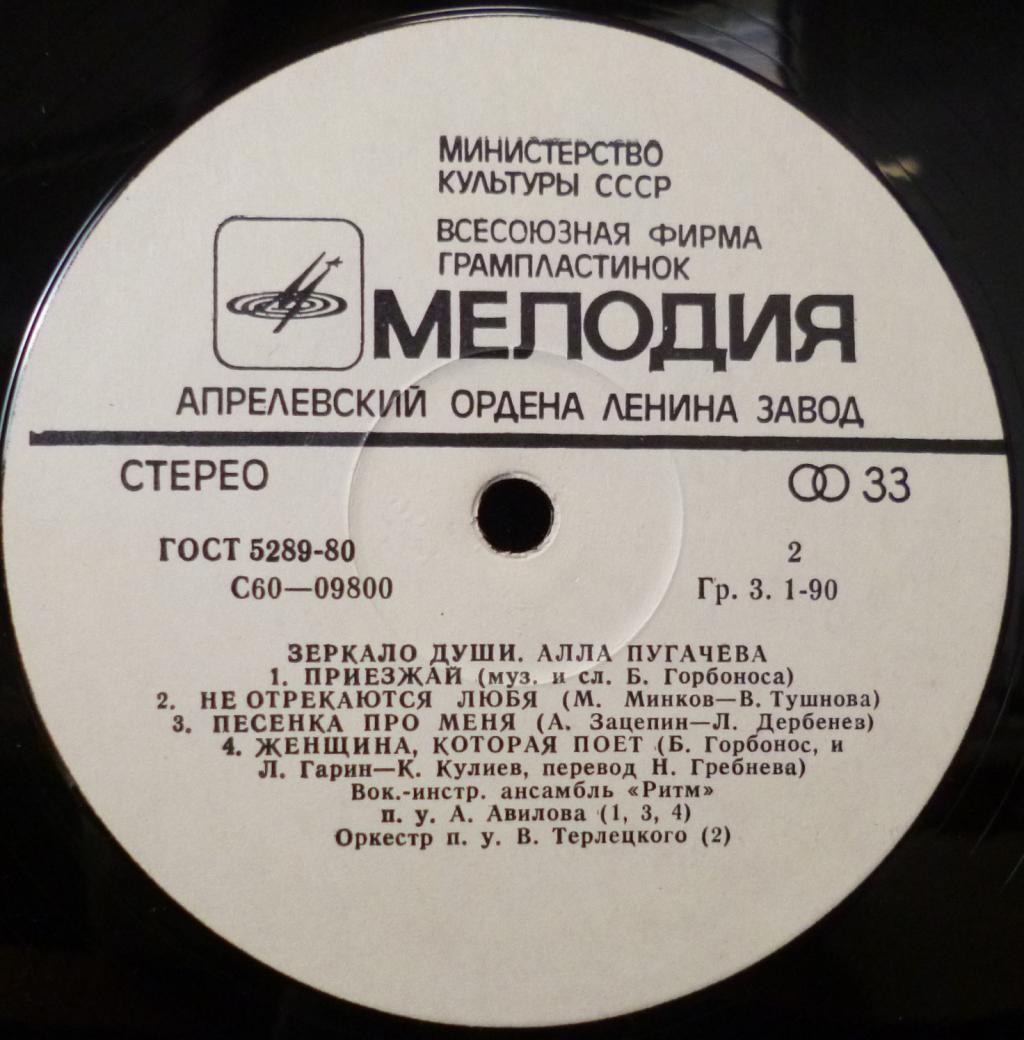 МИНИСТЕРСТВО
КУЛЬТУРЫ СССР
ВСЕСОЮЗНАЯ ФИРМА
ГРАМПЛАСТИНОК
МЕЛОДИЯ
АПРЕЛЕВСКИЙ ОРДЕНА ЛЕНИНА ЗАВОД
СТЕРЕО 33
ГОСТ 5289-80 2
С60—09800 Гр. 3. 1-90
ЗЕРКАЛО ДУШИ. АЛЛА ПУГАЧЕВА
1. ПРИЕЗЖАЙ (муз. и сл. Б. Горбоноса)
2. НЕ ОТРЕКАЮТСЯ ЛЮБЯ (М. Минков—В. Тушнова)
3. ПЕСЕНКА ПРО МЕНЯ (А. Зацепин—Л. Дербенев)
4. ЖЕНЩИНА, КОТОРАЯ ПОЕТ (Б. Горбонос, и
Л. Гарин—К. Кулиев, перевод Н. Гребнева)
Вок.-инстр. ансамбль «Ритм»
п. у. А. Авилова (1, 3, 4)
Оркестр п. у. В. Терлецкого (2)